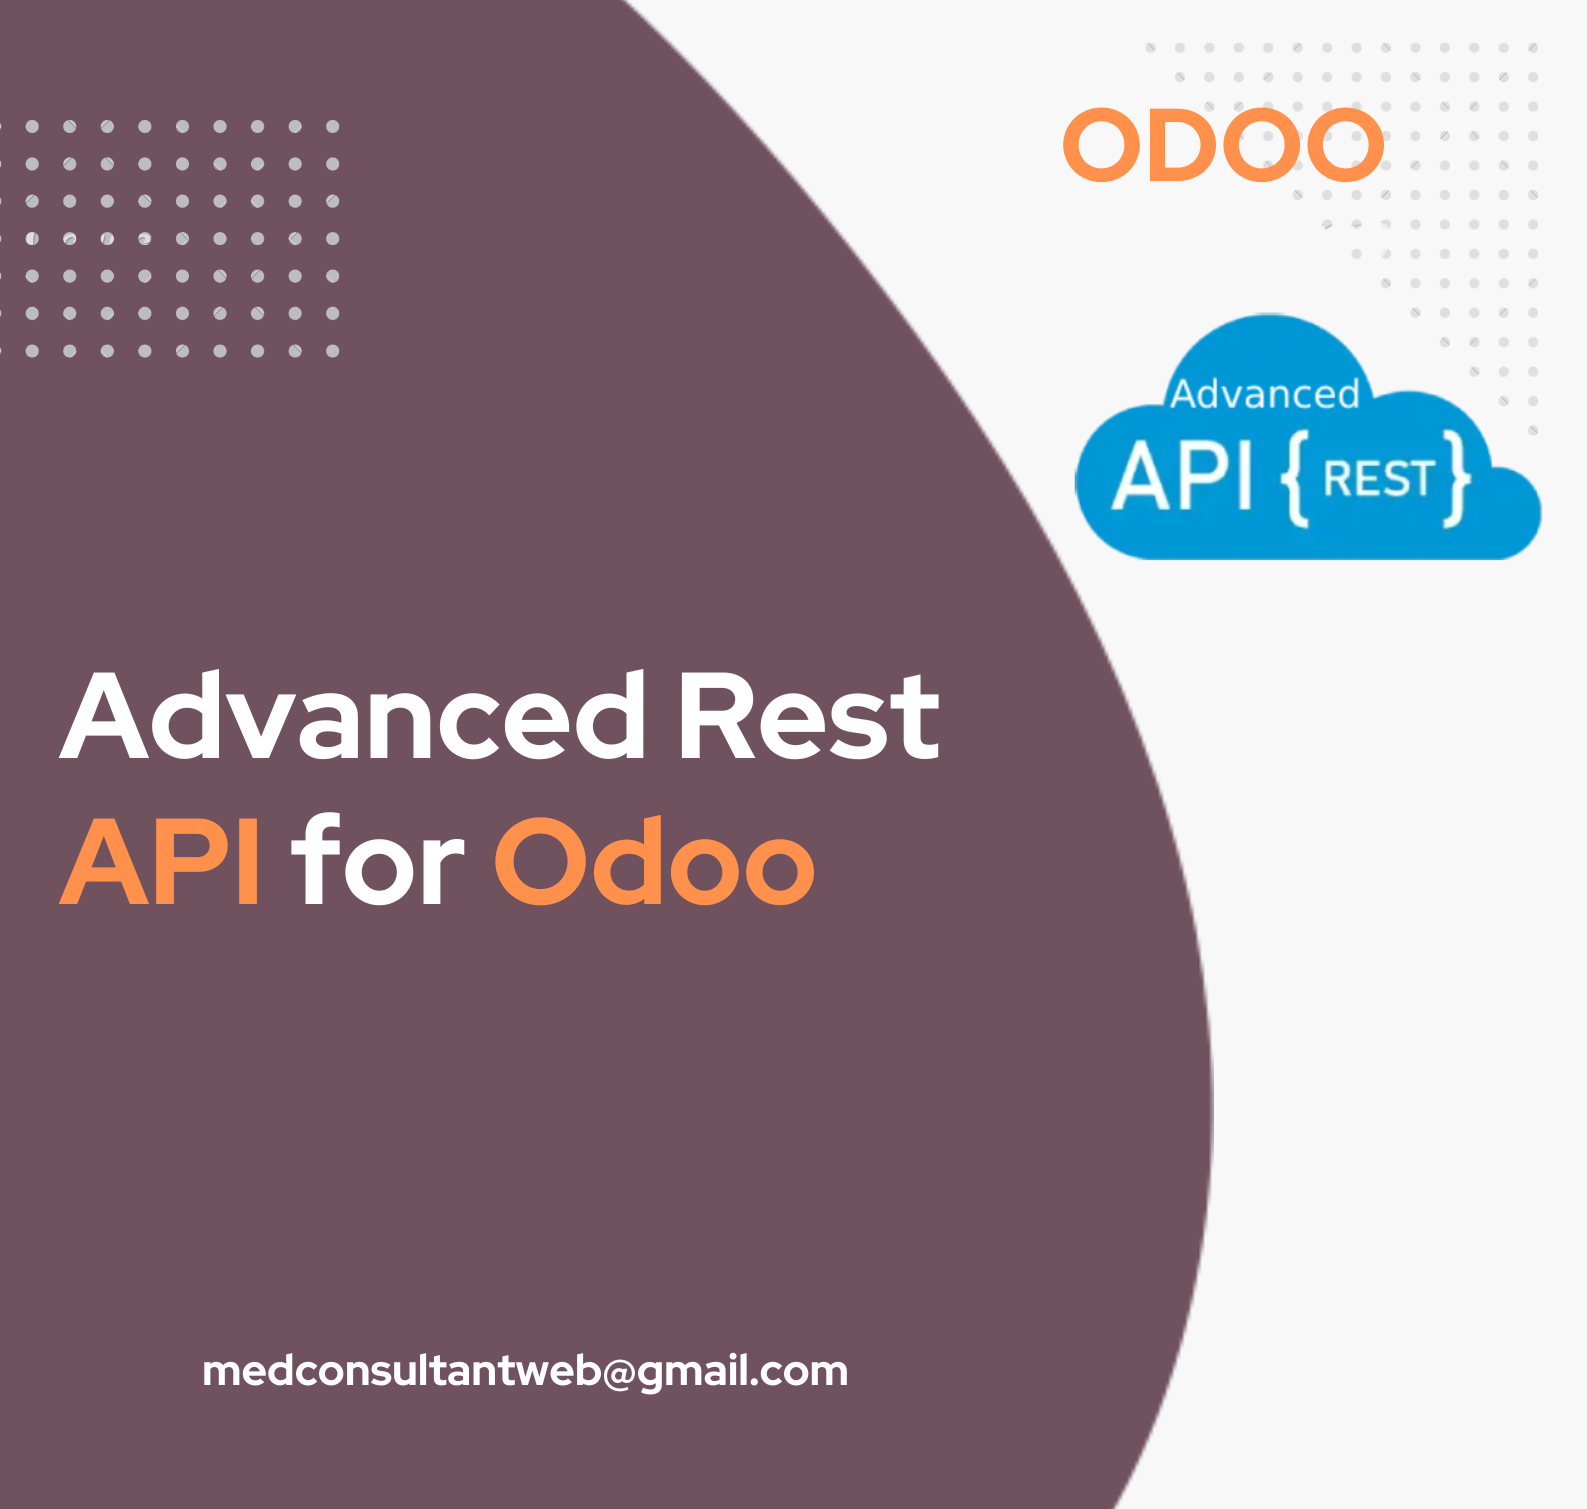 ODOO
Advanced
API { REST }
Advanced Rest
API for Odoo
medconsultantweb@gmail.com